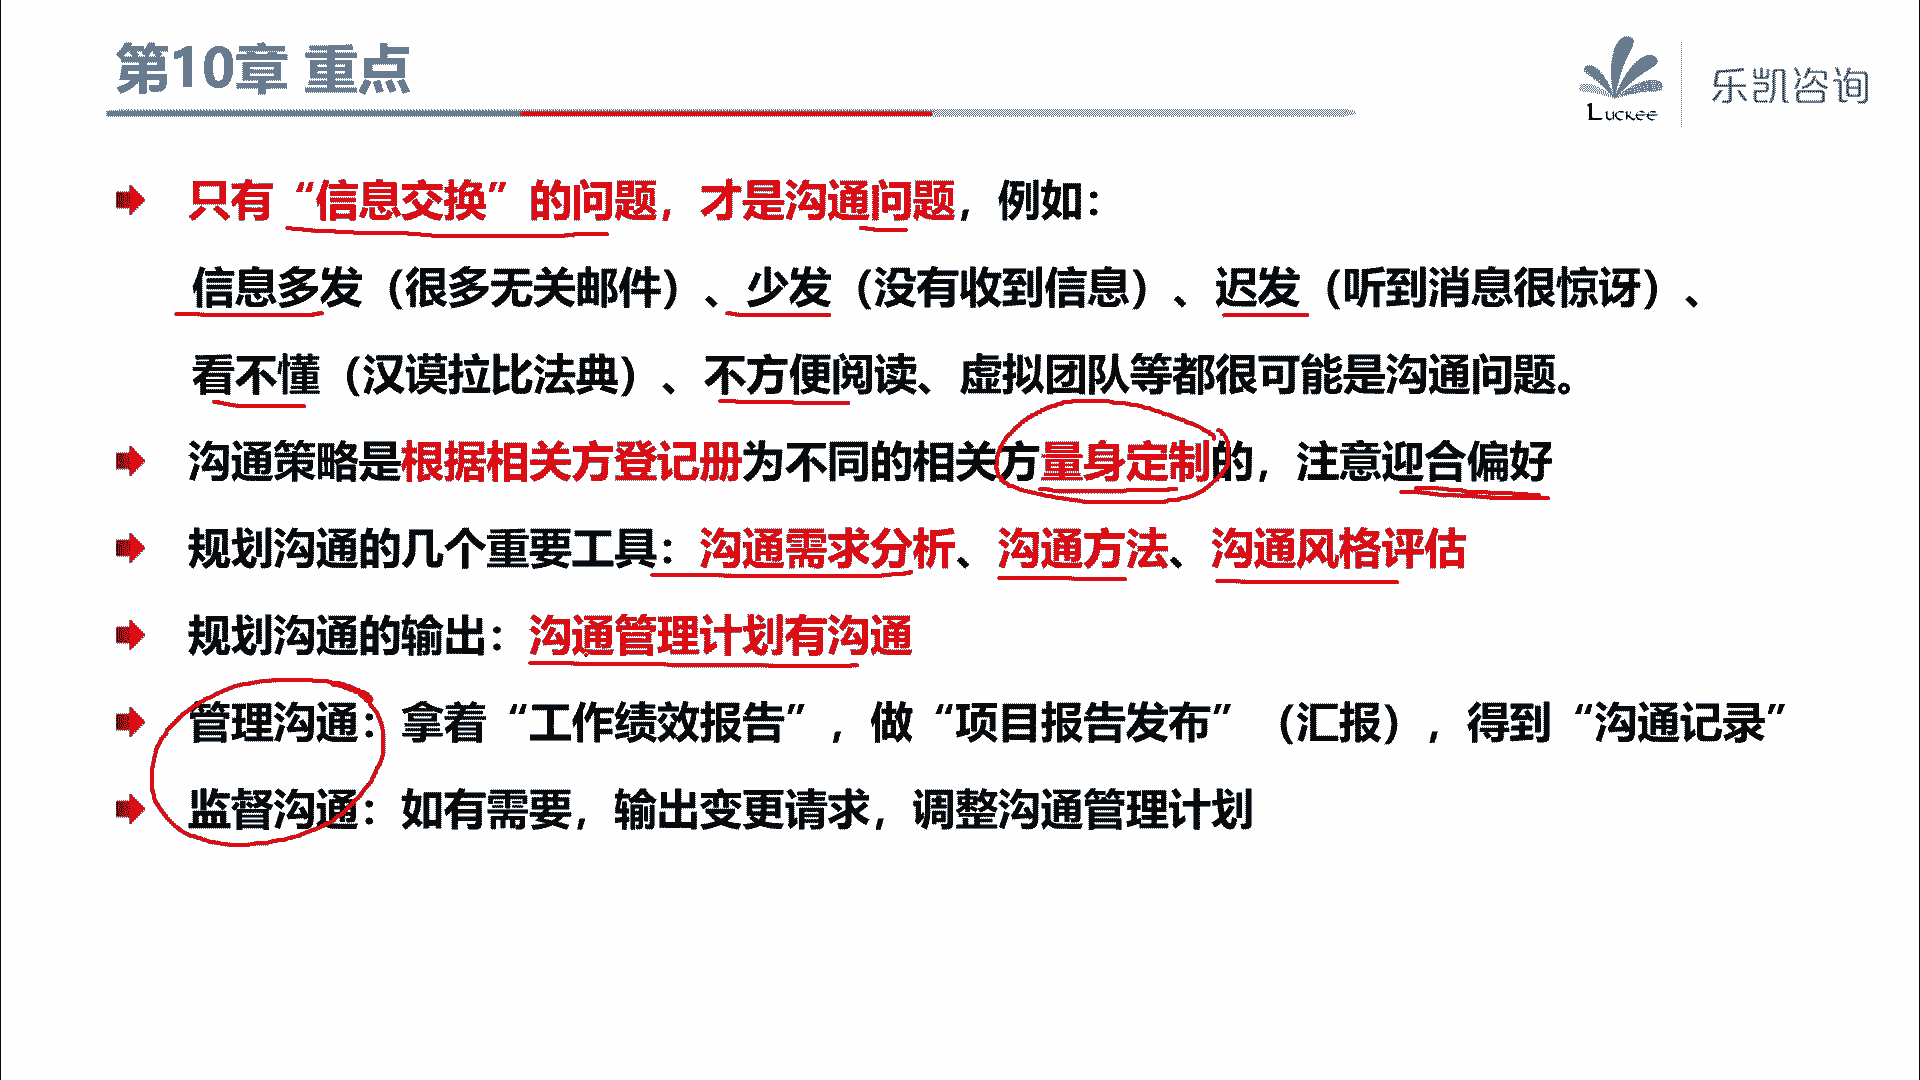 第10章 重点
Luckee
乐凯咨询
只有“信息交换”的问题，才是沟通问题，例如：
信息多发（很多无关邮件）、少发（没有收到信息）、迟发（听到消息很惊讶）、
看不懂（汉谟拉比法典）、不方便阅读、虚拟团队等都很可能是沟通问题。
沟通策略是根据相关方登记册为不同的相关方量身定制的，注意迎合偏好
规划沟通的几个重要工具：沟通需求分析、沟通方法、沟通风格评估
规划沟通的输出：沟通管理计划有沟通
管理沟通：拿着“工作绩效报告”，做“项目报告发布”（汇报），得到“沟通记录”
监督沟通：如有需要，输出变更请求，调整沟通管理计划